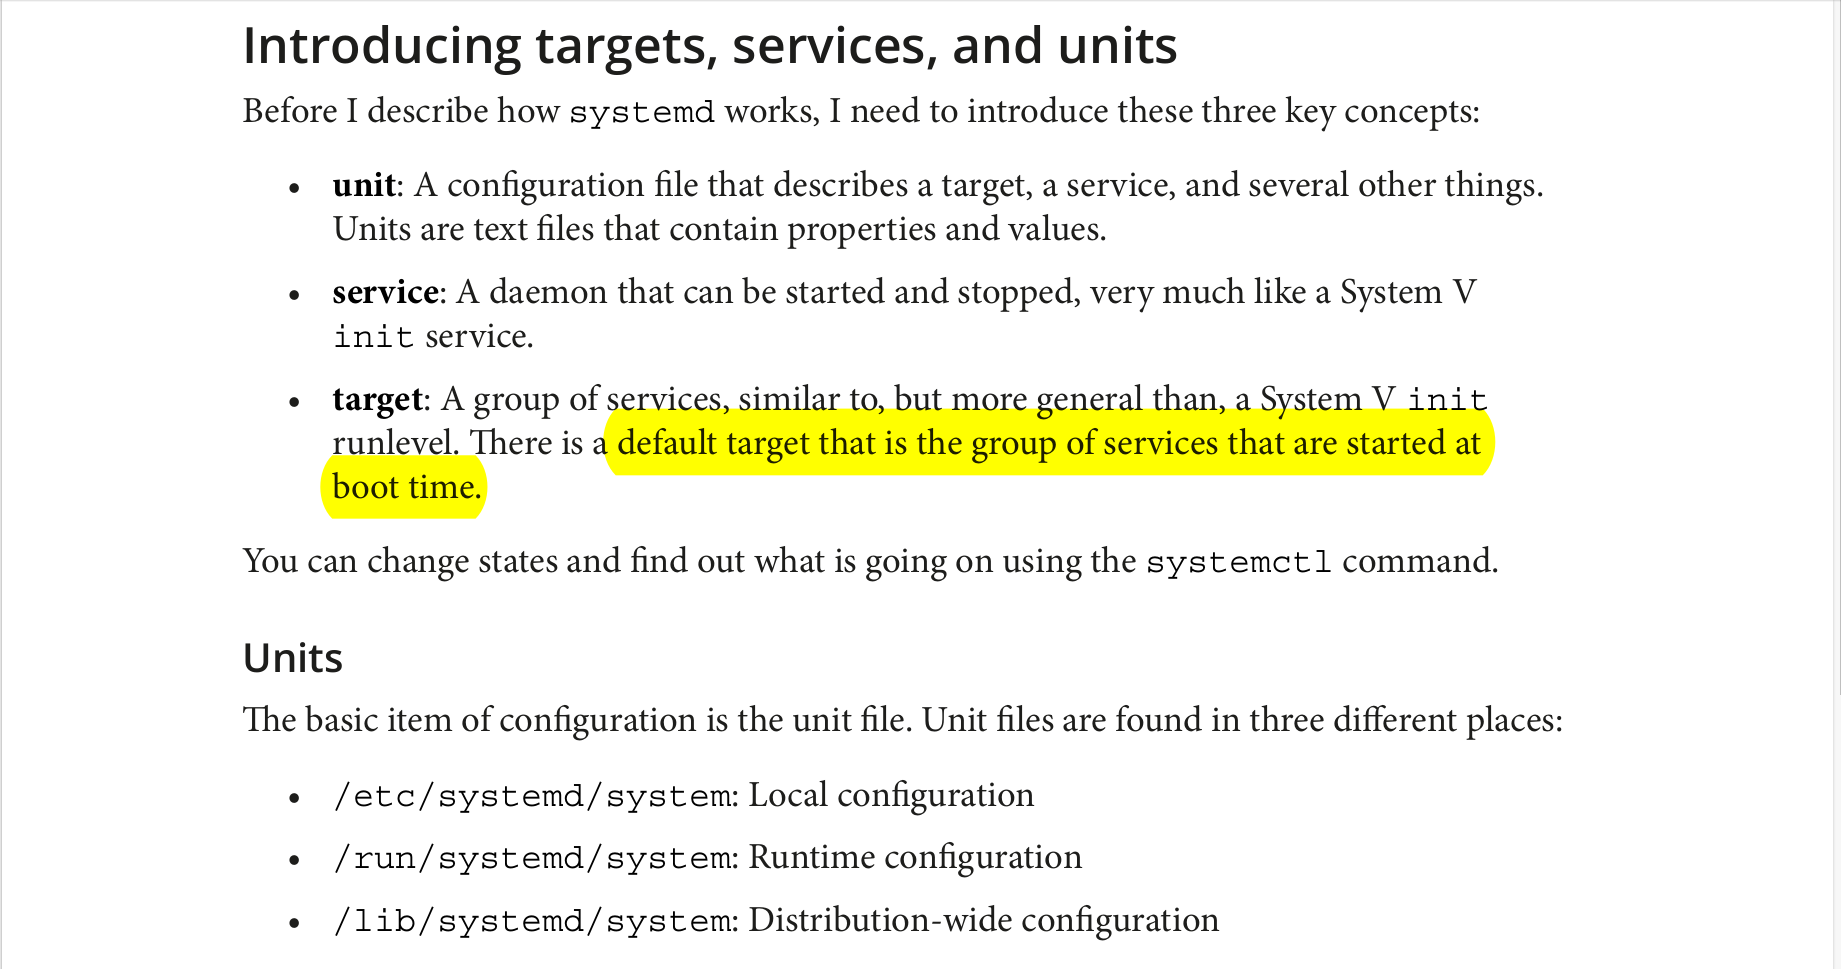 Introducing targets, services, and units
Before I describe how systemd works, I need to introduce these three key concepts:
• unit: A configuration file that describes a target, a service, and several other things.
Units are text files that contain properties and values.
• service: A daemon that can be started and stopped, very much like a System V
init service.
• target: A group of services, similar to, but more general than, a System V init
runlevel. There is a default target that is the group of services that are started at
boot time.
You can change states and find out what is going on using the systemctl command.
Units
The basic item of configuration is the unit file. Unit files are found in three different places:
• /etc/systemd/system: Local configuration
• /run/systemd/system: Runtime configuration
• /lib/systemd/system: Distribution-wide configuration